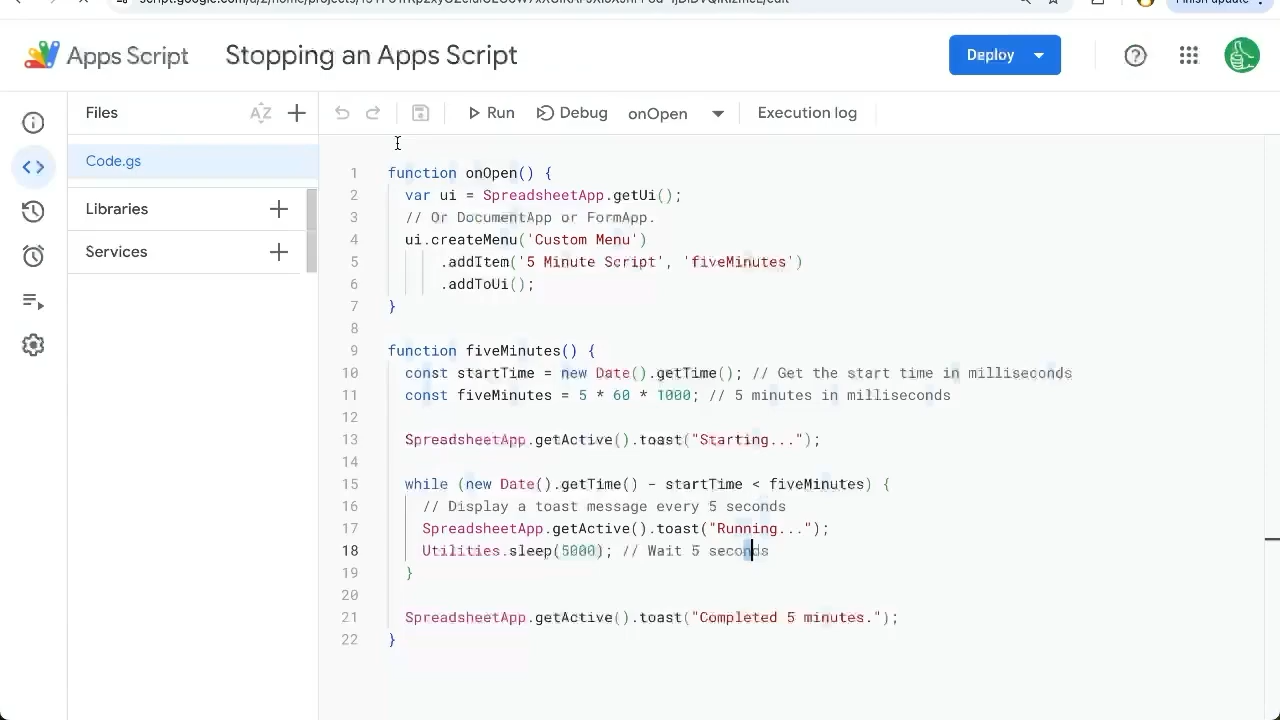 Apps Script
Stopping an Apps Script
Deploy
Files
AZ
Run
Debug
onOpen
Execution log
Code.gs
Libraries
Services
1 function onOpen() {
2 var ui = SpreadsheetApp.getUi();
3 // Or DocumentApp or FormApp.
4 ui.createMenu('Custom Menu')
5 .addItem('5 Minute Script', 'fiveMinutes')
6 .addToUi();
7 }
8
9 function fiveMinutes() {
10 const startTime = new Date().getTime(); // Get the start time in milliseconds
11 const fiveMinutes = 5 * 60 * 1000; // 5 minutes in milliseconds
12
13 SpreadsheetApp.getActive().toast("Starting...");
14
15 while (new Date().getTime() - startTime < fiveMinutes) {
16 // Display a toast message every 5 seconds
17 SpreadsheetApp.getActive().toast("Running...");
18 Utilities.sleep(5000); // Wait 5 seconds
19 }
20
21 SpreadsheetApp.getActive().toast("Completed 5 minutes.");
22 }